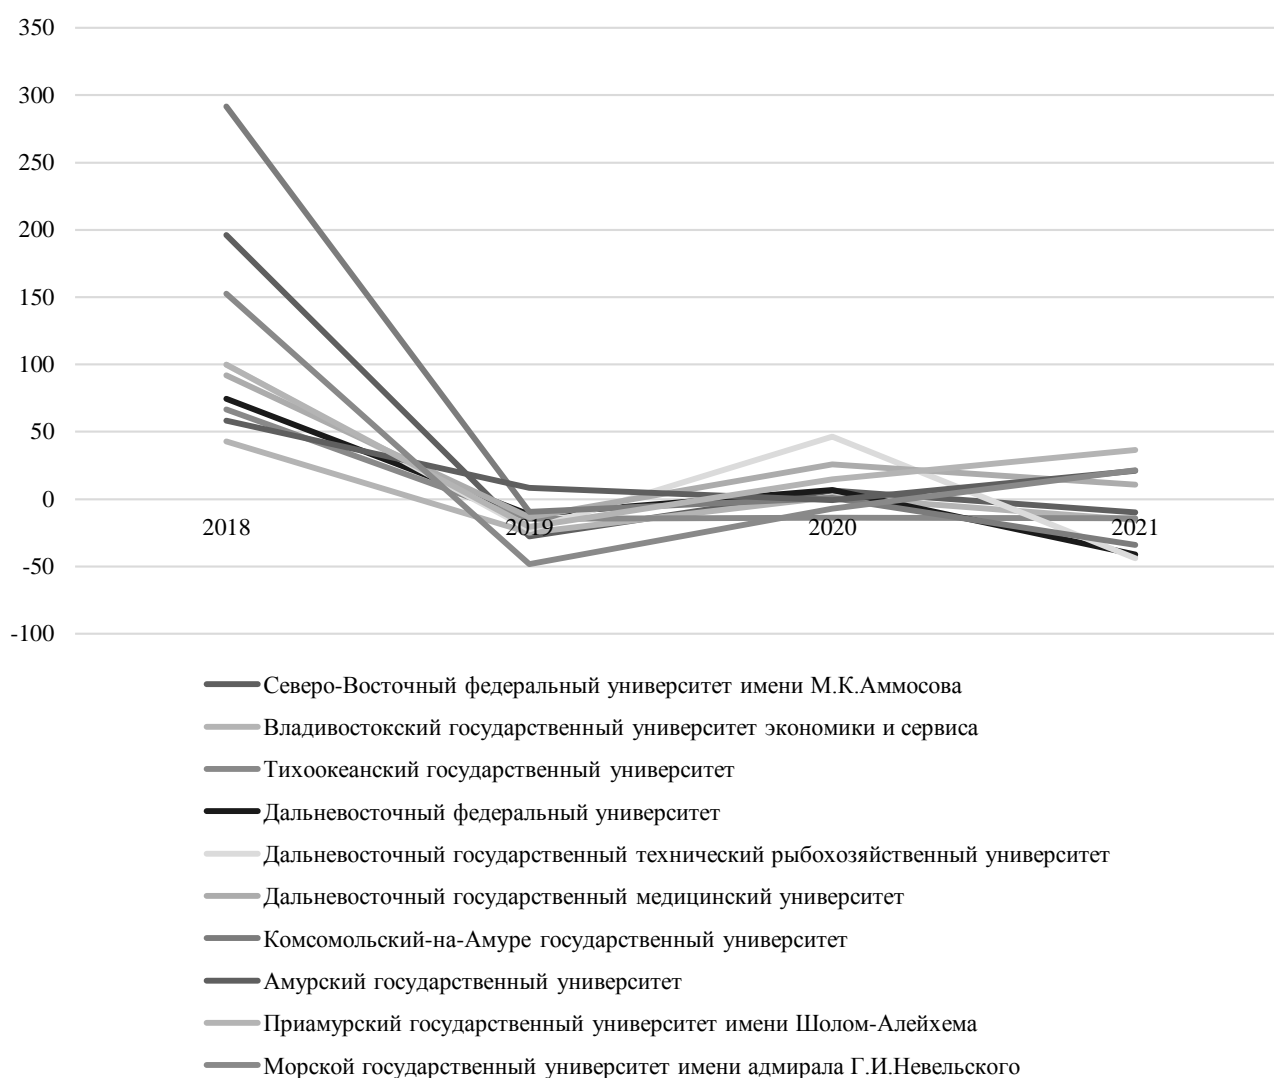 350
300
250
200
150
100
50
0
2018 2019 2020 2021
-50
-100
Северо-Восточный федеральный университет имени М.К.Аммосова
Владивостокский государственный университет экономики и сервиса
Тихоокеанский государственный университет
Дальневосточный федеральный университет
Дальневосточный государственный технический рыбохозяйственный университет
Дальневосточный государственный медицинский университет
Комсомольский-на-Амуре государственный университет
Амурский государственный университет
Приамурский государственный университет имени Шолом-Алейхема
Морской государственный университет имени адмирала Г.И.Невельского